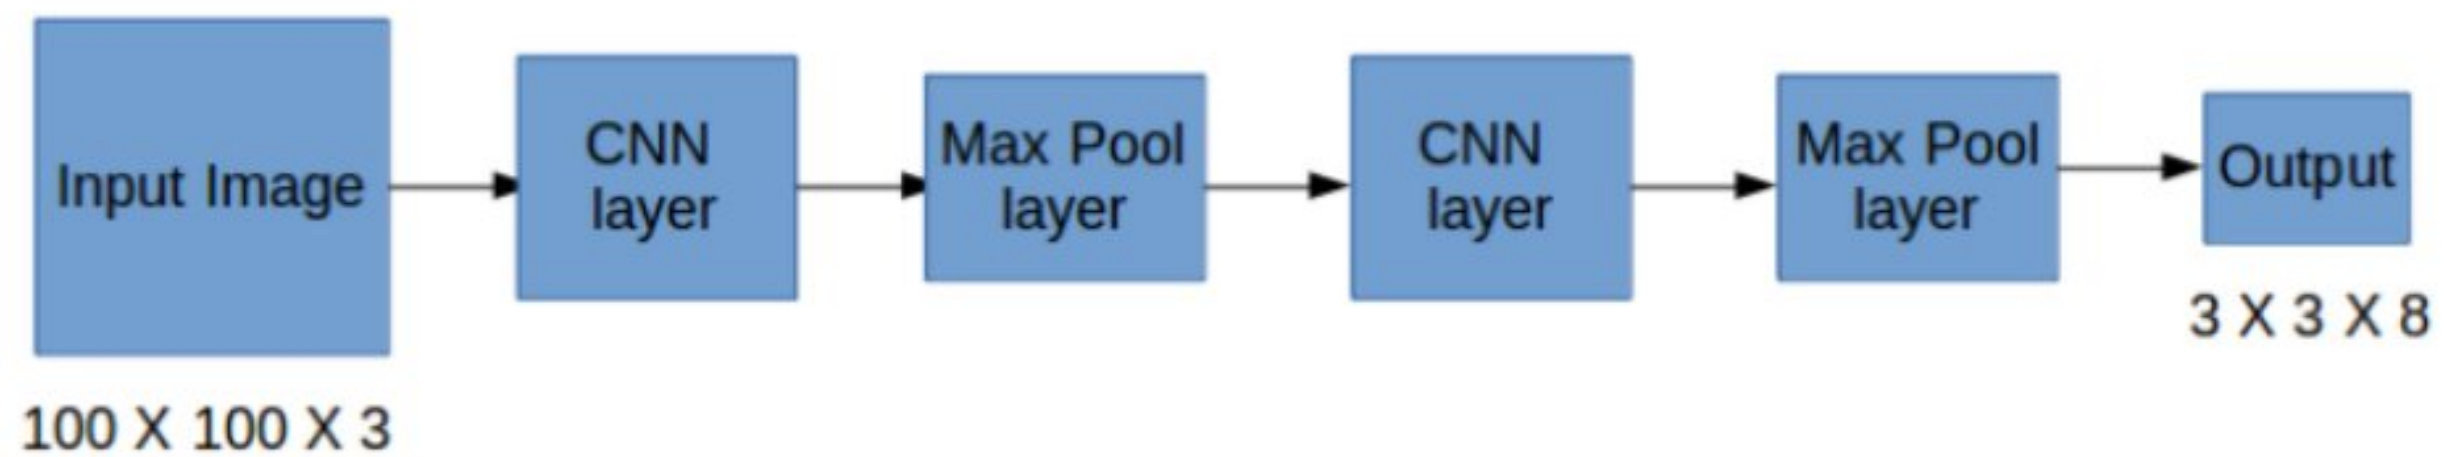 Input Image
100 X 100 X 3
CNN
layer
Max Pool
layer
CNN
layer
Max Pool
layer
Output
3 X 3 X 8